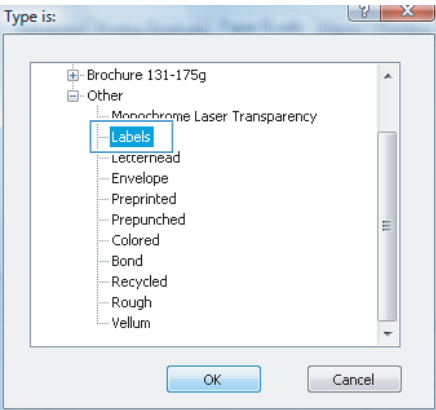 Type is:
Brochure 131-175g
Other
Monochrome Laser Transparency
Labels
Letterhead
Envelope
Preprinted
Prepunched
Colored
Bond
Recycled
Rough
Vellum
OK Cancel